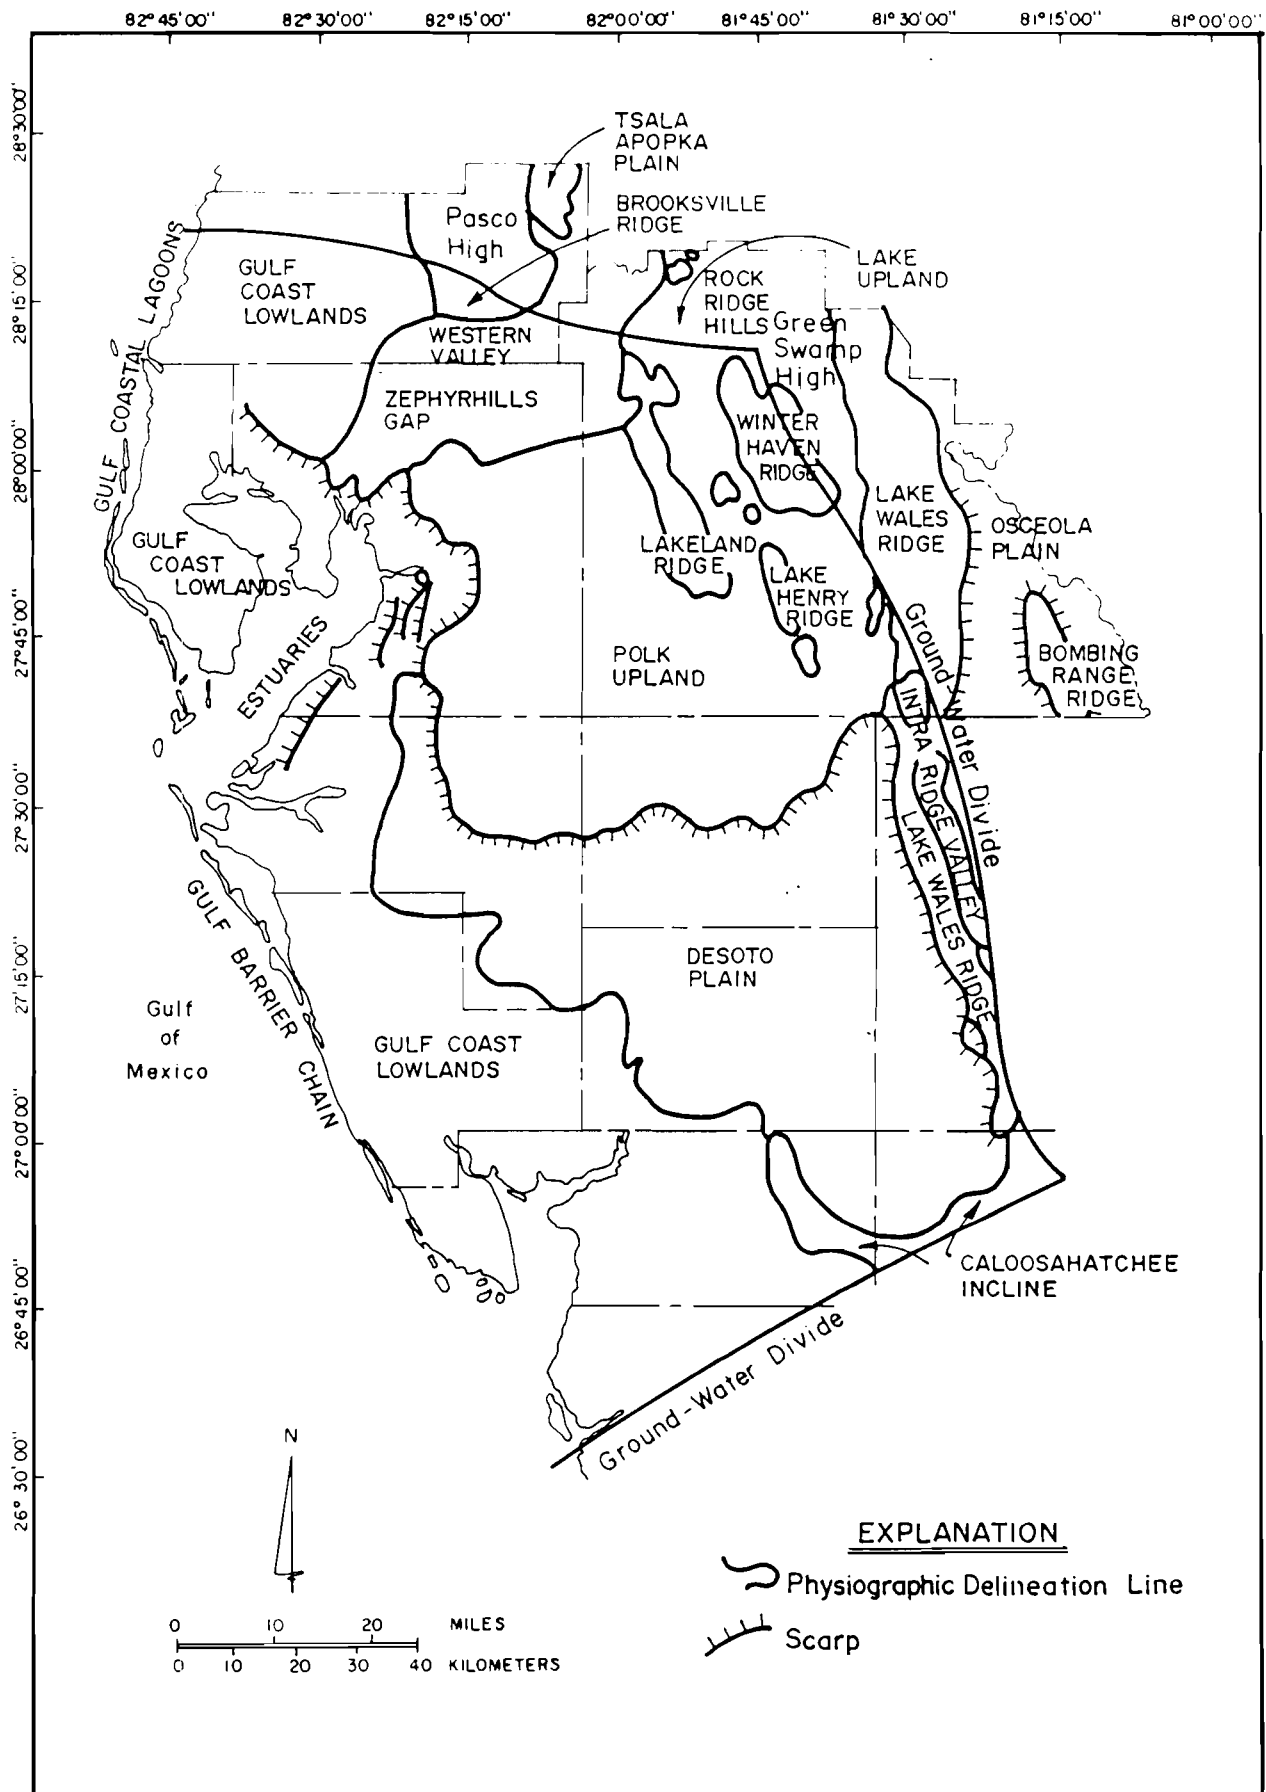 82°45'00"
82°30'00"
82°15'00"
82°00'00"
81°45'00"
81°30'00"
81°15'00"
81°00'00"
28°30'00"
28°15'00"
28°00'00"
27°45'00"
27°30'00"
27°15'00"
27°00'00"
26°45'00"
26°30'00"
TSALA
APOPKA
PLAIN
BROOKSVILLE
RIDGE
Pasco
High
LAKE
UPLAND
ROCK
RIDGE
HILLS
Green
Swamp
High
GULF
COAST
LOWLANDS
WESTERN
VALLEY
ZEPHYRHILLS
GAP
GULF COASTAL LAGOONS
WINTER
HAVEN
RIDGE
LAKE
WALES
RIDGE
OSCEOLA
PLAIN
GULF
COAST
LOWLANDS
LAKELAND
RIDGE
LAKE
HENRY
RIDGE
ESTUARIES
POLK
UPLAND
BOMBING
RANGE
RIDGE
Ground-Water Divide
INTRA RIDGE VALLEY
LAKE WALES RIDGE
GULF BARRIER CHAIN
DESOTO
PLAIN
Gulf
of
Mexico
GULF COAST
LOWLANDS
CALOOSAHATCHEE
INCLINE
Ground-Water Divide
N
EXPLANATION
Physiographic Delineation Line
Scarp
0 10 20 MILES
0 10 20 30 40 KILOMETERS